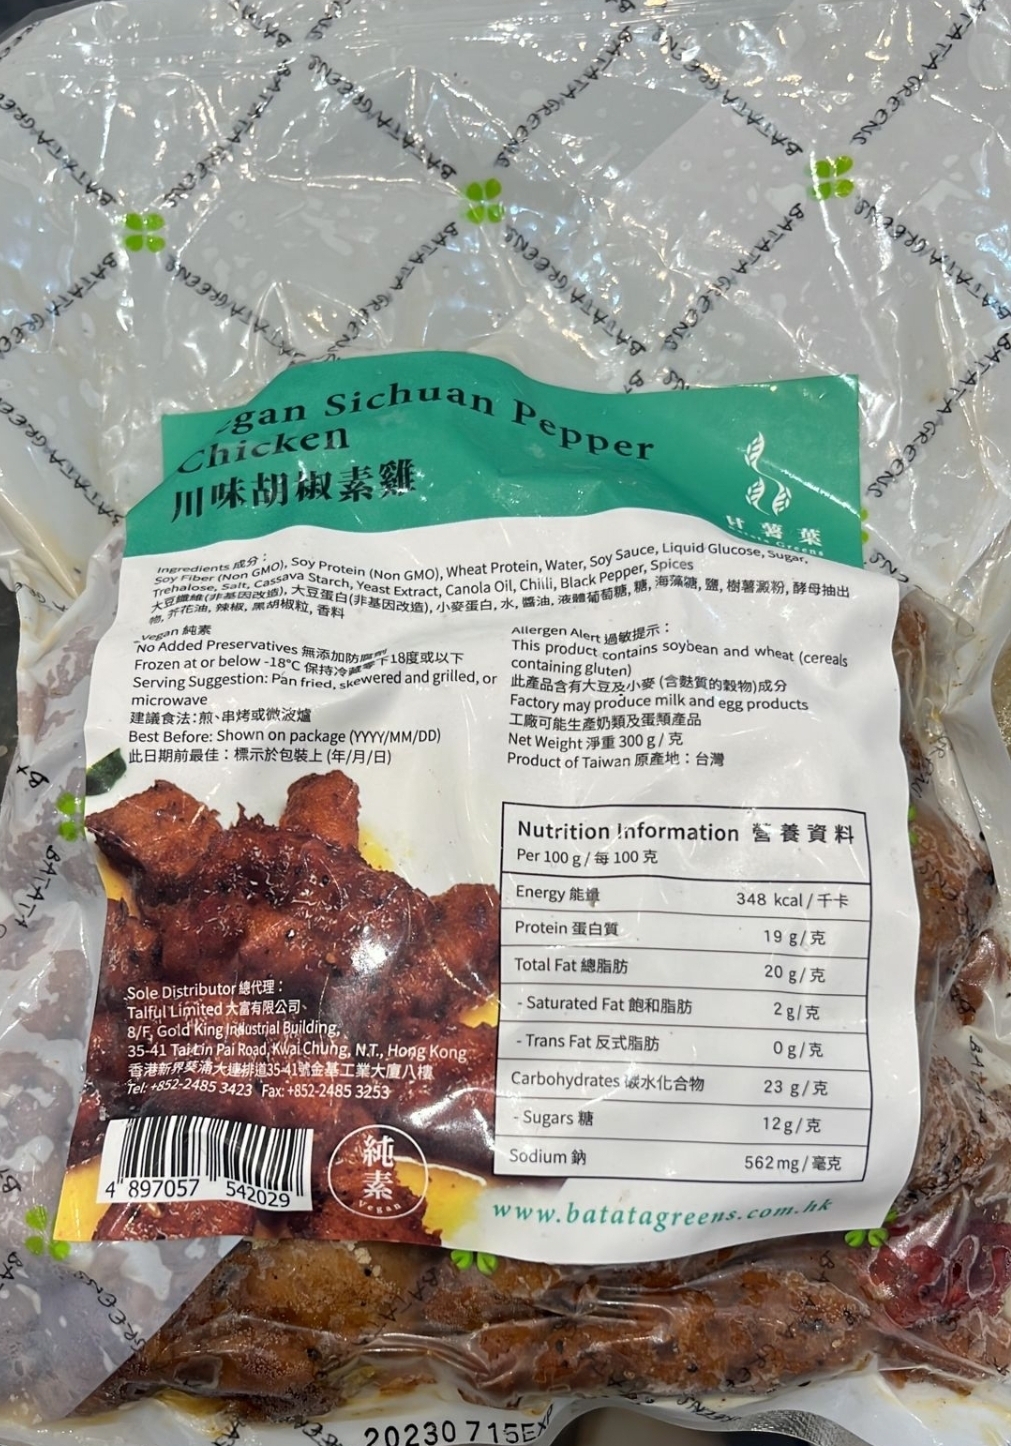 BATATA GREENS
egan Sichuan Pepper
Chicken
川味胡椒素雞
甘薯葉
Batata Greens
Ingredients 成分：
Soy Fiber (Non GMO), Soy Protein (Non GMO), Wheat Protein, Water, Soy Sauce, Liquid Glucose, Sugar,
Trehalose, Salt, Cassava Starch, Yeast Extract, Canola Oil, Chili, Black Pepper, Spices
大豆纖維(非基因改造), 大豆蛋白(非基因改造), 小麥蛋白, 水, 醬油, 液體葡萄糖, 糖, 海藻糖, 鹽, 樹薯澱粉, 酵母抽出
物, 芥花油, 辣椒, 黑胡椒粒, 香料
Vegan 純素
No Added Preservatives 無添加防腐劑
Frozen at or below -18°C 保持冷藏零下18度或以下
Serving Suggestion: Pan fried, skewered and grilled, or
microwave
建議食法：煎、串烤或微波爐
Best Before: Shown on package (YYYY/MM/DD)
此日期前最佳：標示於包裝上 (年/月/日)
Allergen Alert 過敏提示：
This product contains soybean and wheat (cereals
containing gluten)
此產品含有大豆及小麥 (含麩質的穀物)成分
Factory may produce milk and egg products
工廠可能生產奶類及蛋類產品
Net Weight 淨重 300 g / 克
Product of Taiwan 原產地：台灣
Nutrition Information 營養資料
Per 100 g / 每 100 克
Energy 能量 348 kcal / 千卡
Protein 蛋白質 19 g / 克
Total Fat 總脂肪 20 g / 克
- Saturated Fat 飽和脂肪 2 g / 克
- Trans Fat 反式脂肪 0 g / 克
Carbohydrates 碳水化合物 23 g / 克
- Sugars 糖 12 g / 克
Sodium 鈉 562 mg / 毫克
Sole Distributor 總代理：
Talful Limited 大富有限公司
8/F, Gold King Industrial Building,
35-41 Tai Lin Pai Road, Kwai Chung, N.T., Hong Kong
香港新界葵涌大連排道35-41號金基工業大廈八樓
Tel: +852-2485 3423 Fax: +852-2485 3253
4 897057 542029
純素
Vegan
www.batatagreens.com.hk
20230715EX